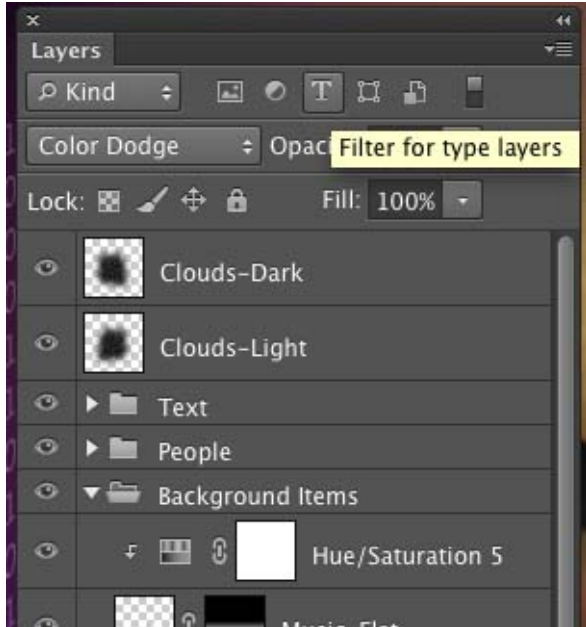 Layers
Kind
Color Dodge Opaci Filter for type layers
Lock: Fill: 100%
Clouds-Dark
Clouds-Light
Text
People
Background Items
Hue/Saturation 5